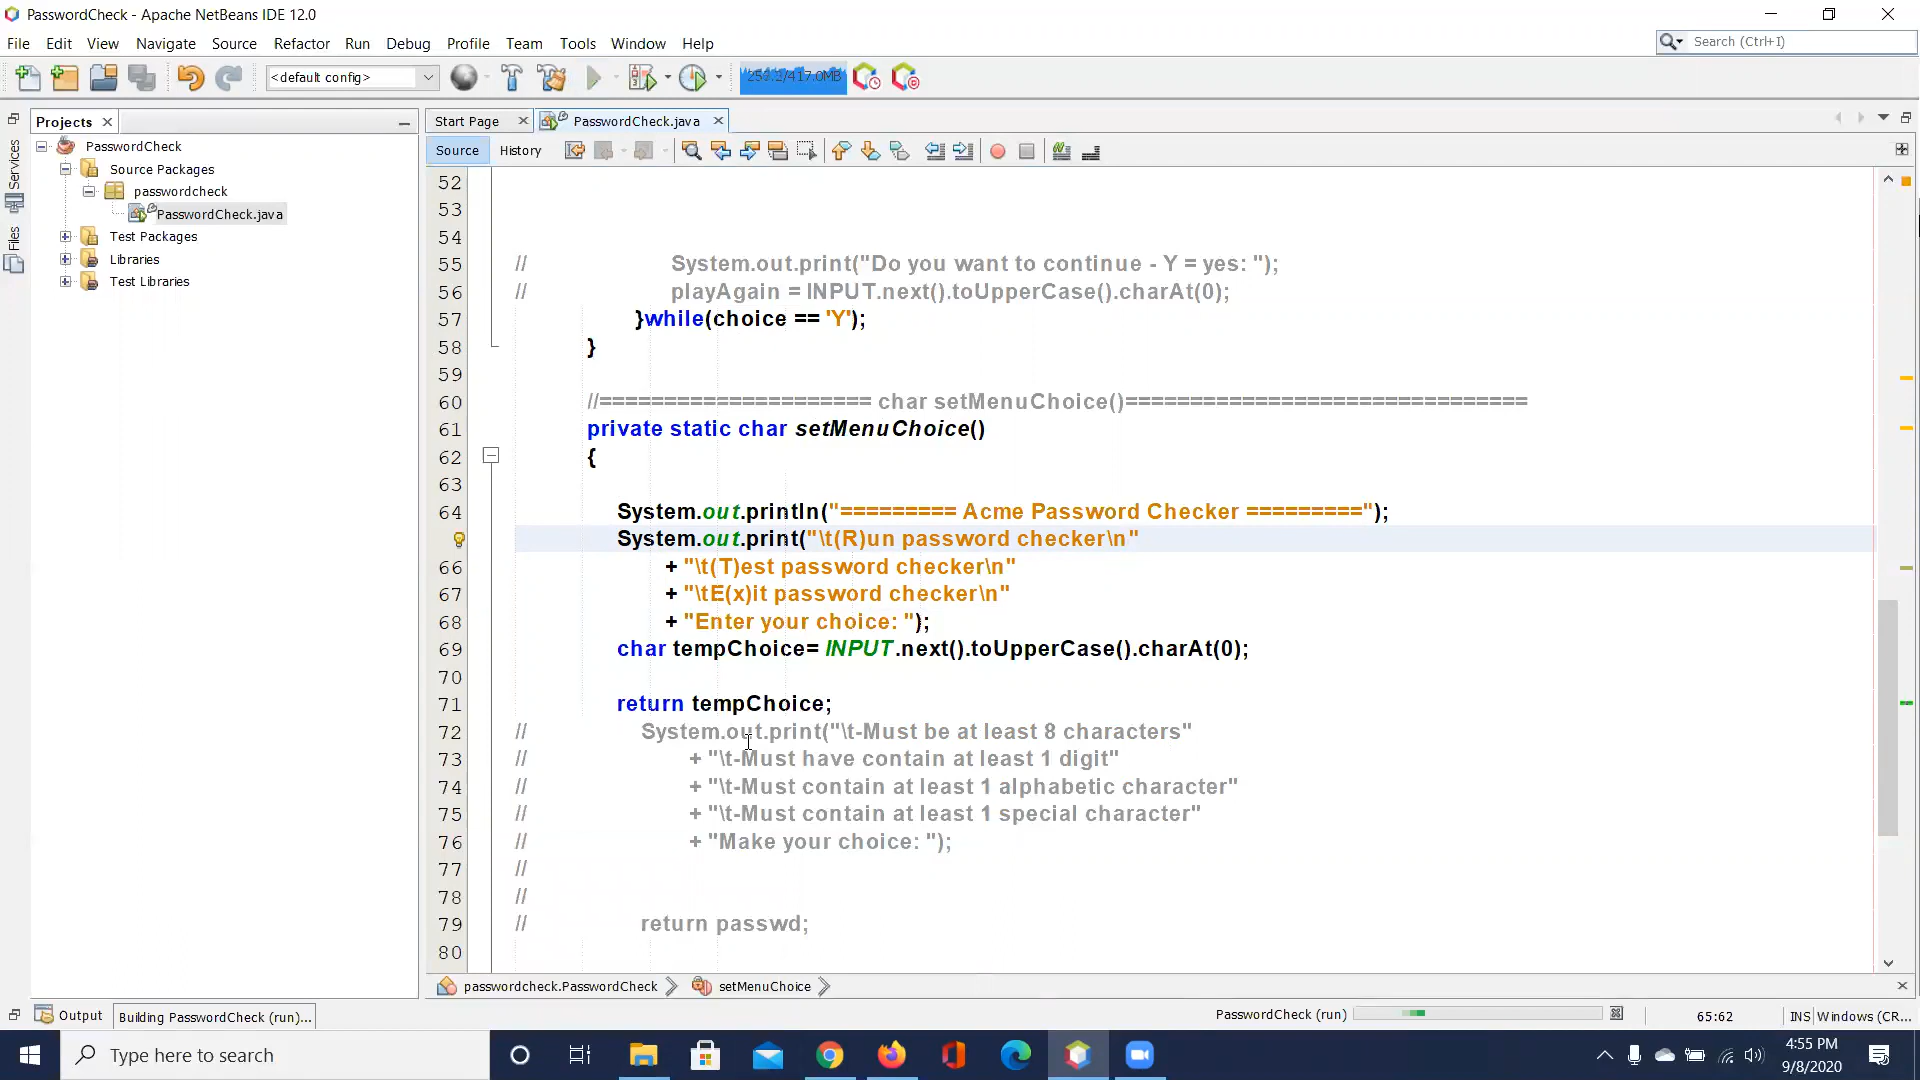 PasswordCheck - Apache NetBeans IDE 12.0
File Edit View Navigate Source Refactor Run Debug Profile Team Tools Window Help
Search (Ctrl+I)
<default config>
Projects
Start Page
PasswordCheck.java
Services
Files
PasswordCheck
Source Packages
passwordcheck
PasswordCheck.java
Test Packages
Libraries
Test Libraries
Source History
52
53
54
55 // System.out.print("Do you want to continue - Y = yes: ");
56 // playAgain = INPUT.next().toUpperCase().charAt(0);
57 }while(choice == 'Y');
58 }
59
60 //===================== char setMenuChoice()===============================
61 private static char setMenuChoice()
62 {
63
64 System.out.println("========= Acme Password Checker =========");
System.out.print("\t(R)un password checker\n"
66 + "\t(T)est password checker\n"
67 + "\tE(x)it password checker\n"
68 + "Enter your choice: ");
69 char tempChoice= INPUT.next().toUpperCase().charAt(0);
70
71 return tempChoice;
72 // System.out.print("\t-Must be at least 8 characters"
73 // + "\t-Must have contain at least 1 digit"
74 // + "\t-Must contain at least 1 alphabetic character"
75 // + "\t-Must contain at least 1 special character"
76 // + "Make your choice: ");
77 //
78 //
79 // return passwd;
80
passwordcheck.PasswordCheck setMenuChoice
Output
Building PasswordCheck (run)...
PasswordCheck (run)
65:62
INS
Windows (CR...
Type here to search
4:55 PM
9/8/2020